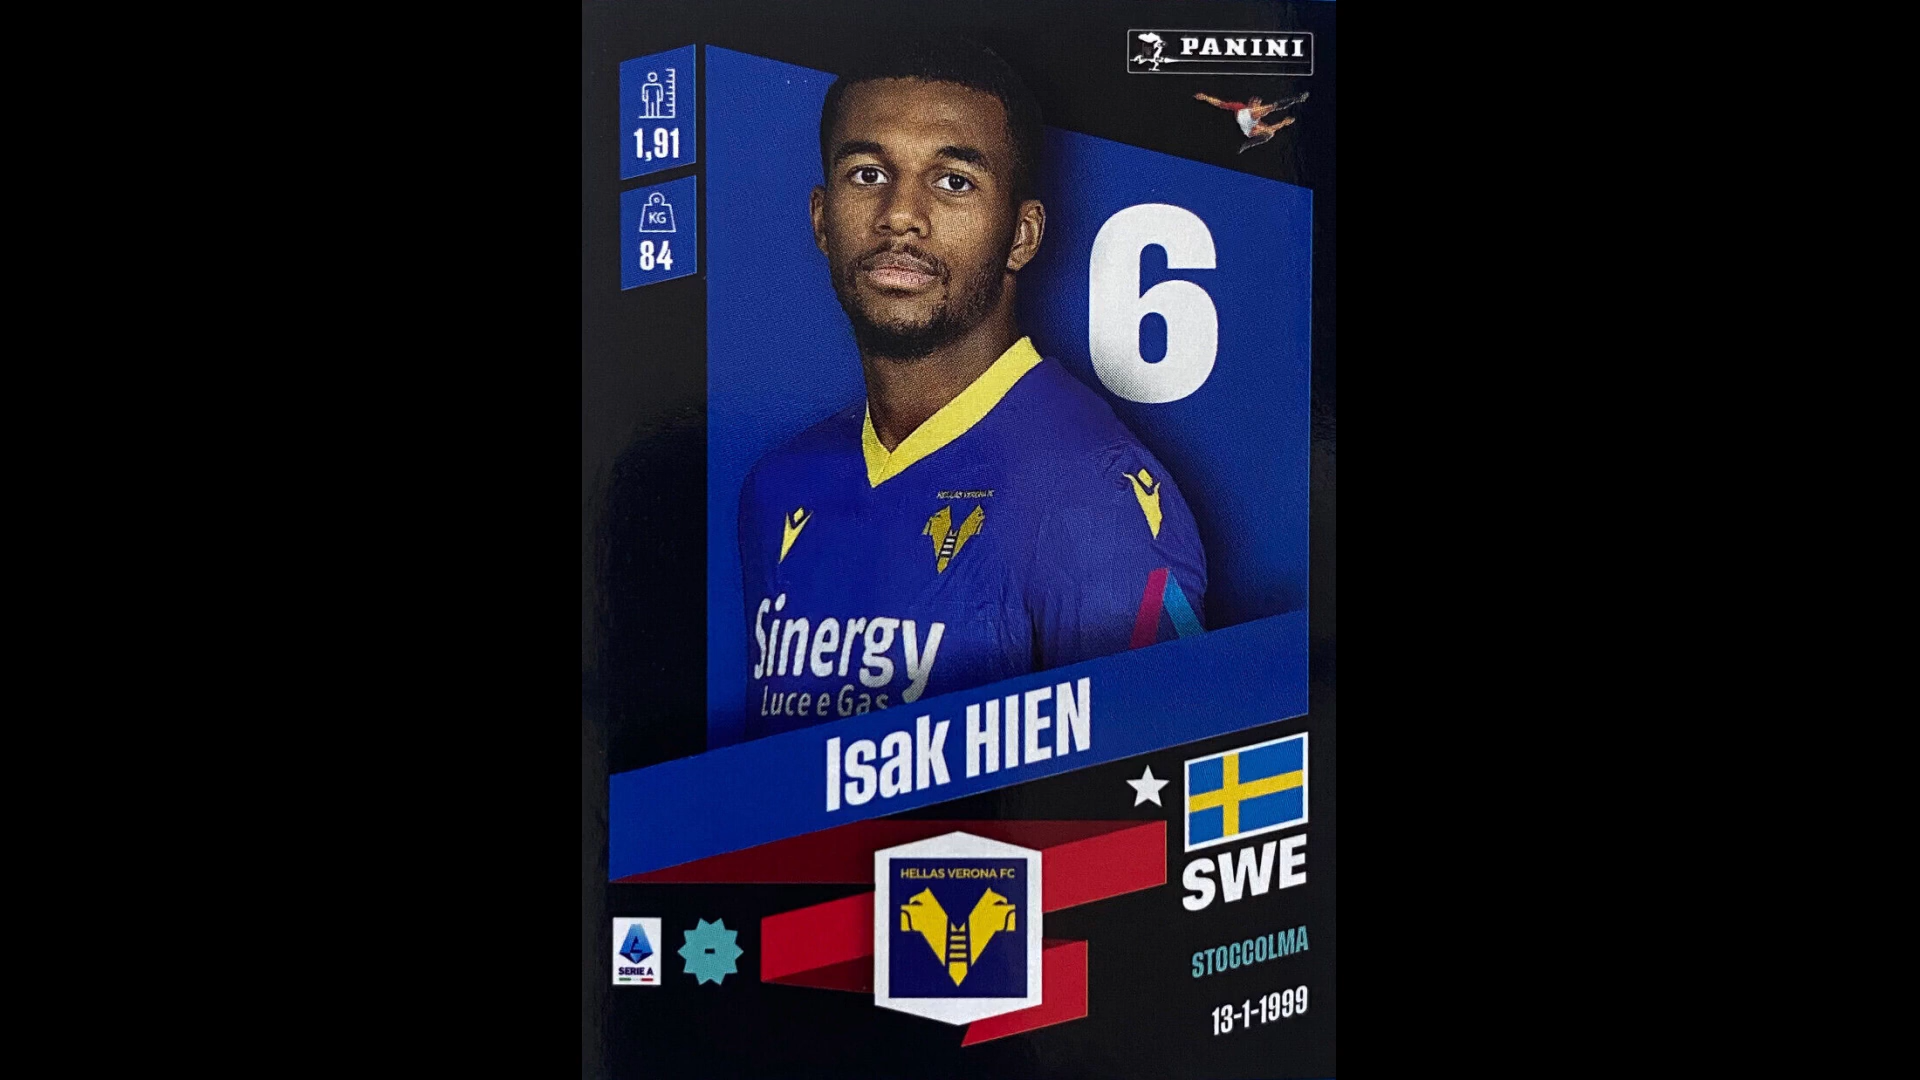 PANINI
1,91
KG
84
6
HELLAS VERONA FC
Sinergy
Luce e Gas
Isak HIEN
SWE
HELLAS VERONA FC
SERIE A
-
STOCCOLMA
13-1-1999